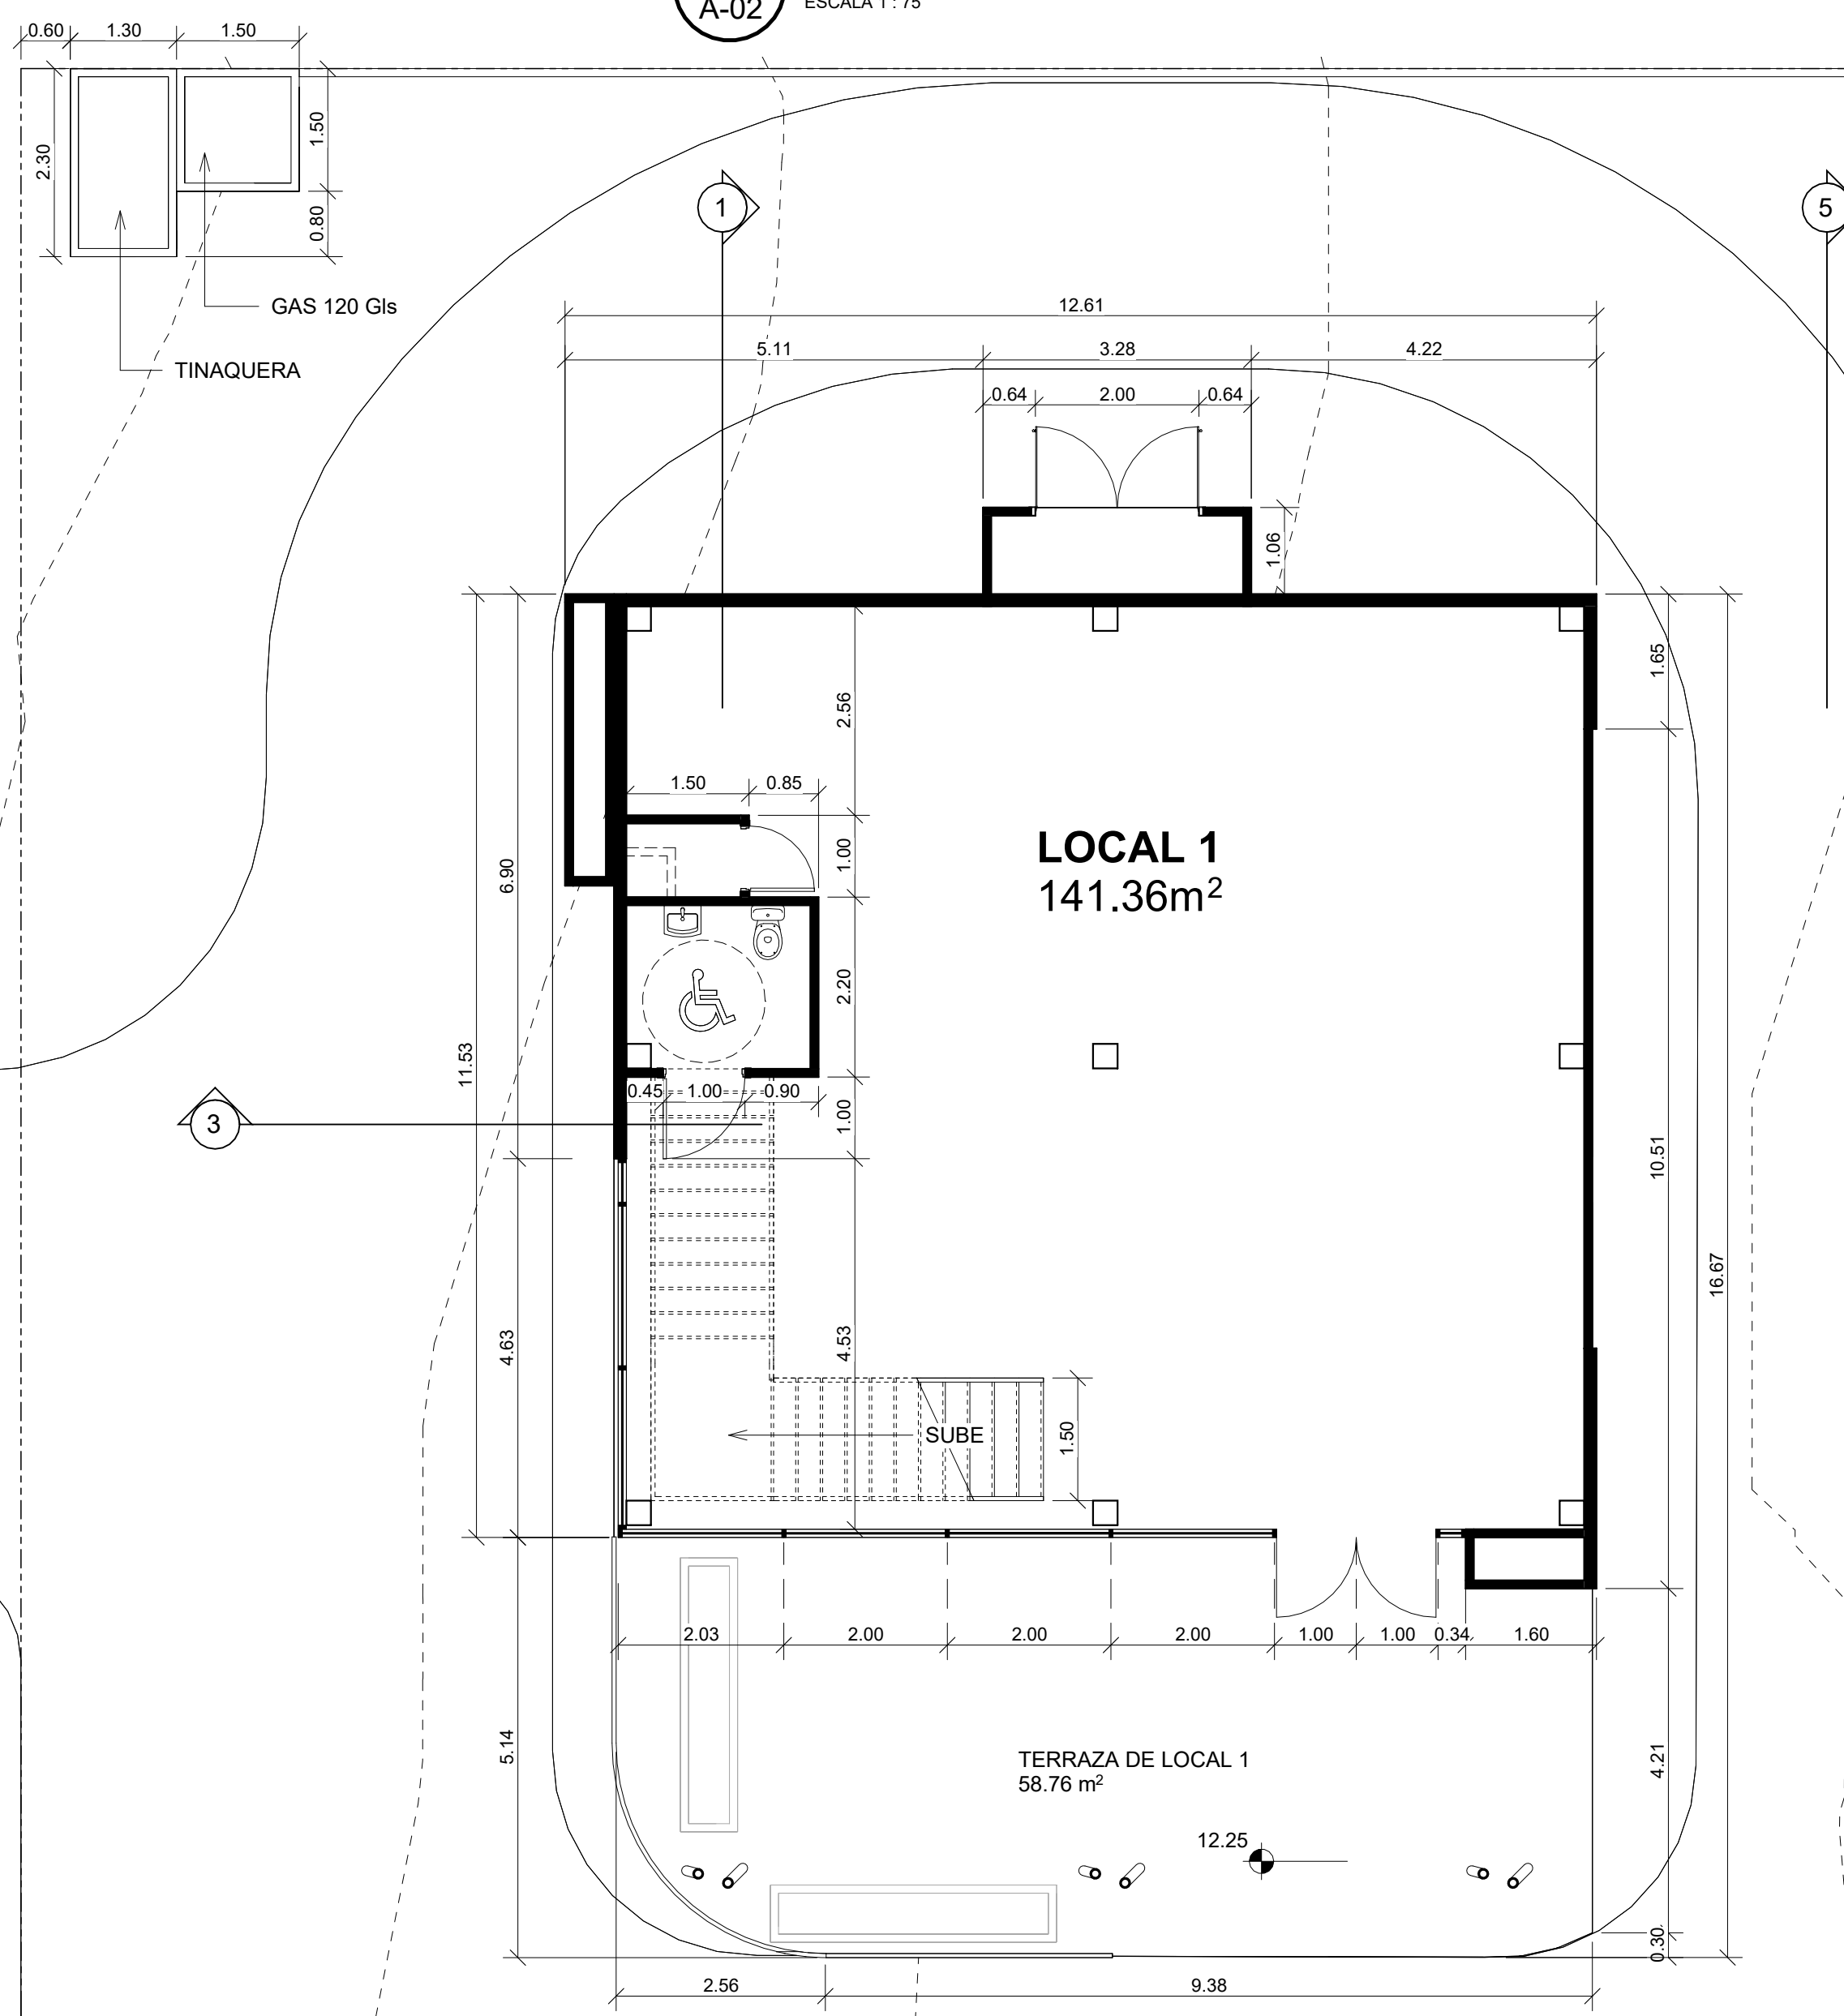 A-02
ESCALA 1 : 75
0.60 1.30 1.50
2.30
1.50
0.80
GAS 120 Gls
TINAQUERA
1
5
12.61
5.11 3.28 4.22
0.64 2.00 0.64
1.06
1.65
2.56
1.50 0.85
1.00
LOCAL 1
141.36m²
6.90
2.20
11.53
0.45 1.00 0.90
1.00
3
10.51
16.67
4.63
4.53
SUBE
1.50
2.03 2.00 2.00 2.00 1.00 1.00 0.34 1.60
5.14
TERRAZA DE LOCAL 1
58.76 m²
4.21
12.25
0.30
2.56 9.38